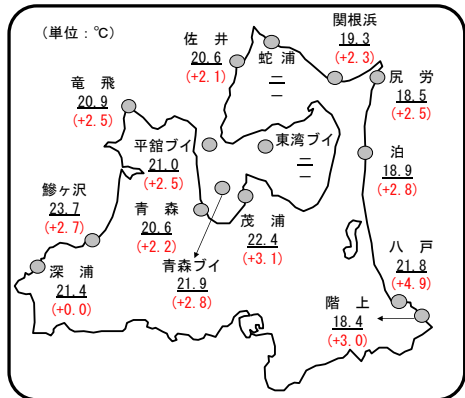 (単位：℃)
関根浜
19.3
(+2.3)
佐井
20.6
(+2.1)
蛇浦
—
—
尻労
18.5
(+2.5)
竜飛
20.9
(+2.5)
平舘ブイ
21.0
(+2.5)
東湾ブイ
—
—
泊
18.9
(+2.8)
鰺ヶ沢
23.7
(+2.7)
青森
20.6
(+2.2)
茂浦
22.4
(+3.1)
八戸
21.8
(+4.9)
深浦
21.4
(+0.0)
青森ブイ
21.9
(+2.8)
階上
18.4
(+3.0)